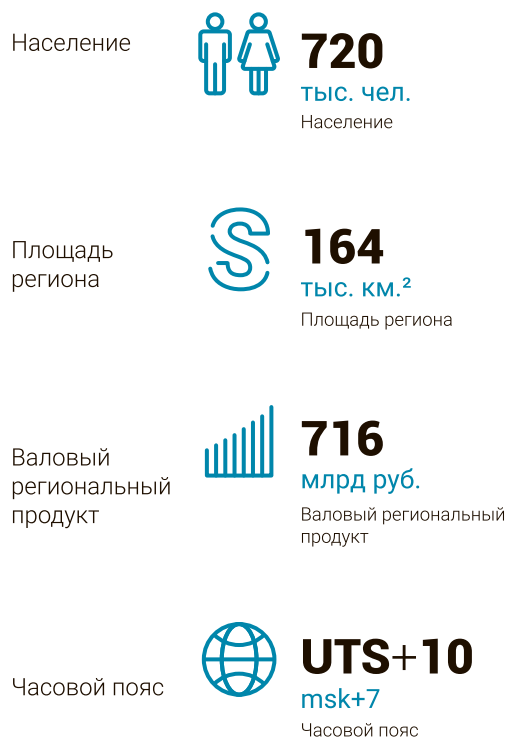 Население
720
тыс. чел.
Население
Площадь
региона
164
тыс. км.²
Площадь региона
Валовый
региональный
продукт
716
млрд руб.
Валовый региональный
продукт
Часовой пояс
UTS+10
msk+7
Часовой пояс